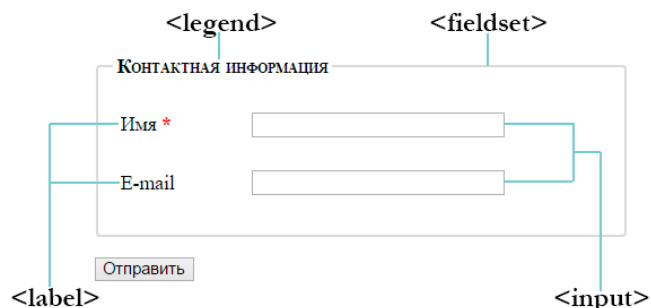 <legend> <fieldset>
Контактная информация
Имя *
E-mail
Отправить
<label> <input>